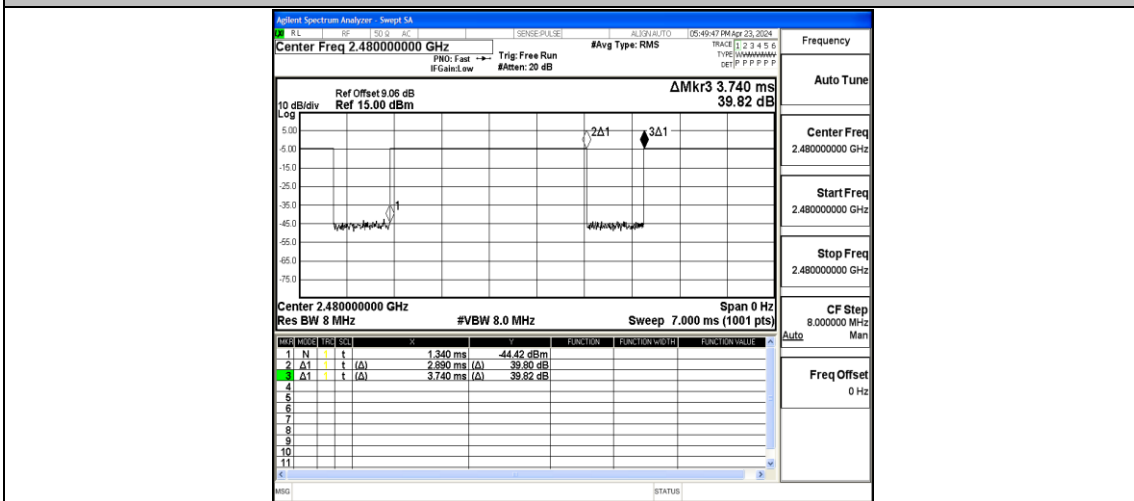 Agilent Spectrum Analyzer - Swept SA
RL RF 50 Ω AC SENSE:PULSE ALIGN AUTO 05:49:47 PM Apr 23, 2024
Center Freq 2.480000000 GHz
#Avg Type: RMS
TRACE 1 2 3 4 5 6
TYPE
DET P P P P P P
PNO: Fast
IFGain:Low
Trig: Free Run
#Atten: 20 dB
Frequency
Auto Tune
Center Freq
2.480000000 GHz
Start Freq
2.480000000 GHz
Stop Freq
2.480000000 GHz
CF Step
8.000000 MHz
Auto Man
Freq Offset
0 Hz
ΔMkr3 3.740 ms
39.82 dB
Ref Offset 9.06 dB
10 dB/div Ref 15.00 dBm
Log
5.00
-5.00
-15.0
-25.0
-35.0
-45.0
-55.0
-65.0
-75.0
2Δ1
3Δ1
1
Center 2.480000000 GHz Span 0 Hz
Res BW 8 MHz #VBW 8.0 MHz Sweep 7.000 ms (1001 pts)
MKR MODE TRC SCL X Y FUNCTION FUNCTION WIDTH FUNCTION VALUE
1 N 1 t 1.340 ms -44.42 dBm
2 Δ1 1 t (Δ) 2.890 ms (Δ) 39.80 dB
3 Δ1 1 t (Δ) 3.740 ms (Δ) 39.82 dB
4
5
6
7
8
9
10
11
MSG STATUS